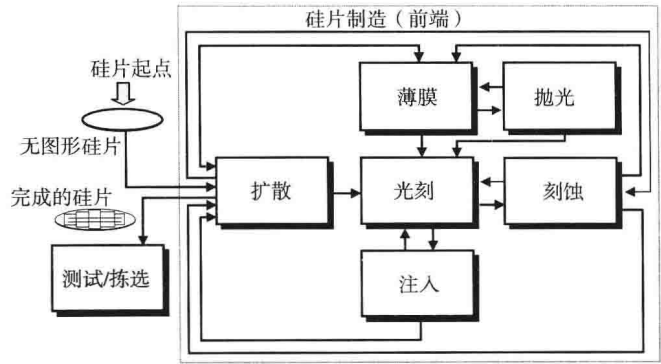 硅片制造（前端）
硅片起点
薄膜
抛光
无图形硅片
完成的硅片
扩散
光刻
刻蚀
测试/拣选
注入